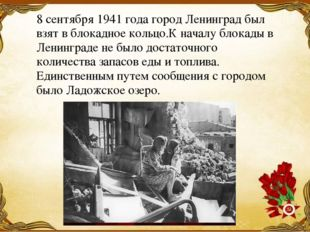 8 сентября 1941 года город Ленинград был
взят в блокадное кольцо.К началу блокады в
Ленинграде не было достаточного
количества запасов еды и топлива.
Единственным путем сообщения с городом
было Ладожское озеро.